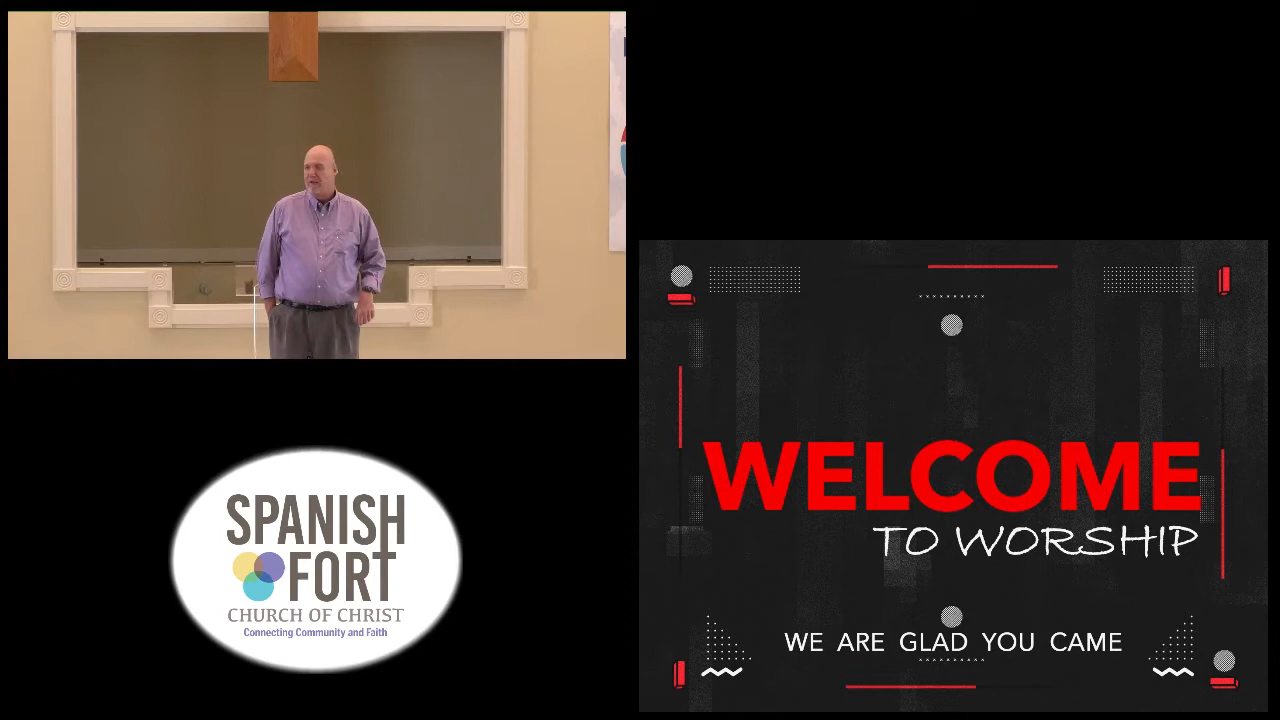 SPANISH
FORT
CHURCH OF CHRIST
Connecting Community and Faith
WELCOME
TO WORSHIP
WE ARE GLAD YOU CAME